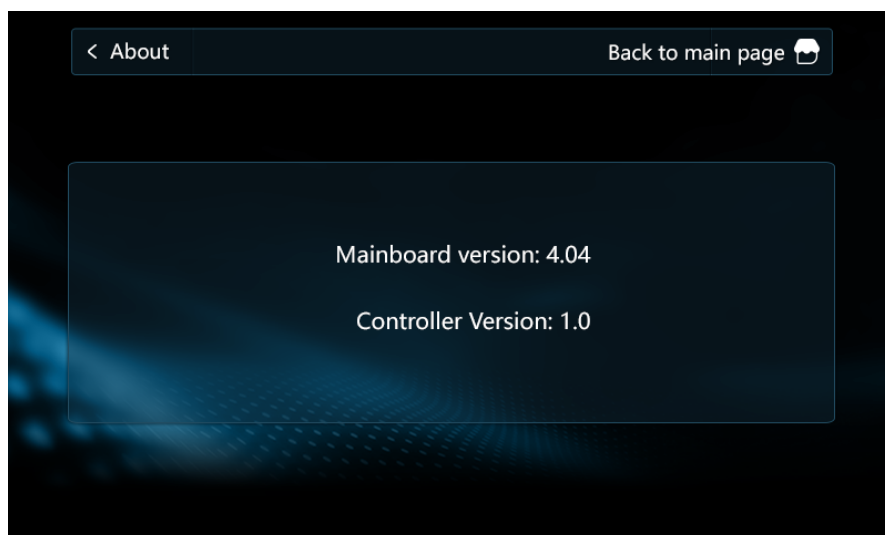 < About
Back to main page
Mainboard version: 4.04
Controller Version: 1.0